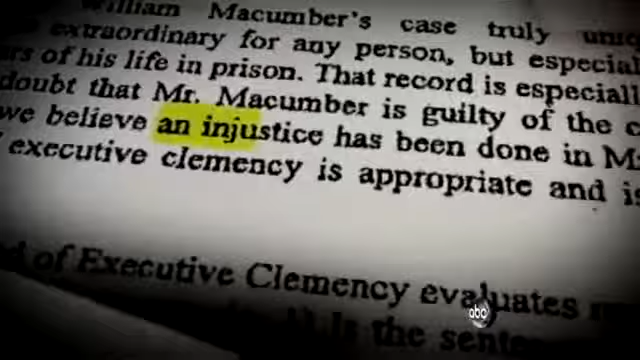 William Macumber's case truly
extraordinary for any person, but
of his life in prison. That record is
doubt that Mr. Macumber is guilty of the
we believe an injustice has been done in
executive clemency is appropriate and
of Executive Clemency evaluates
Is the
abc